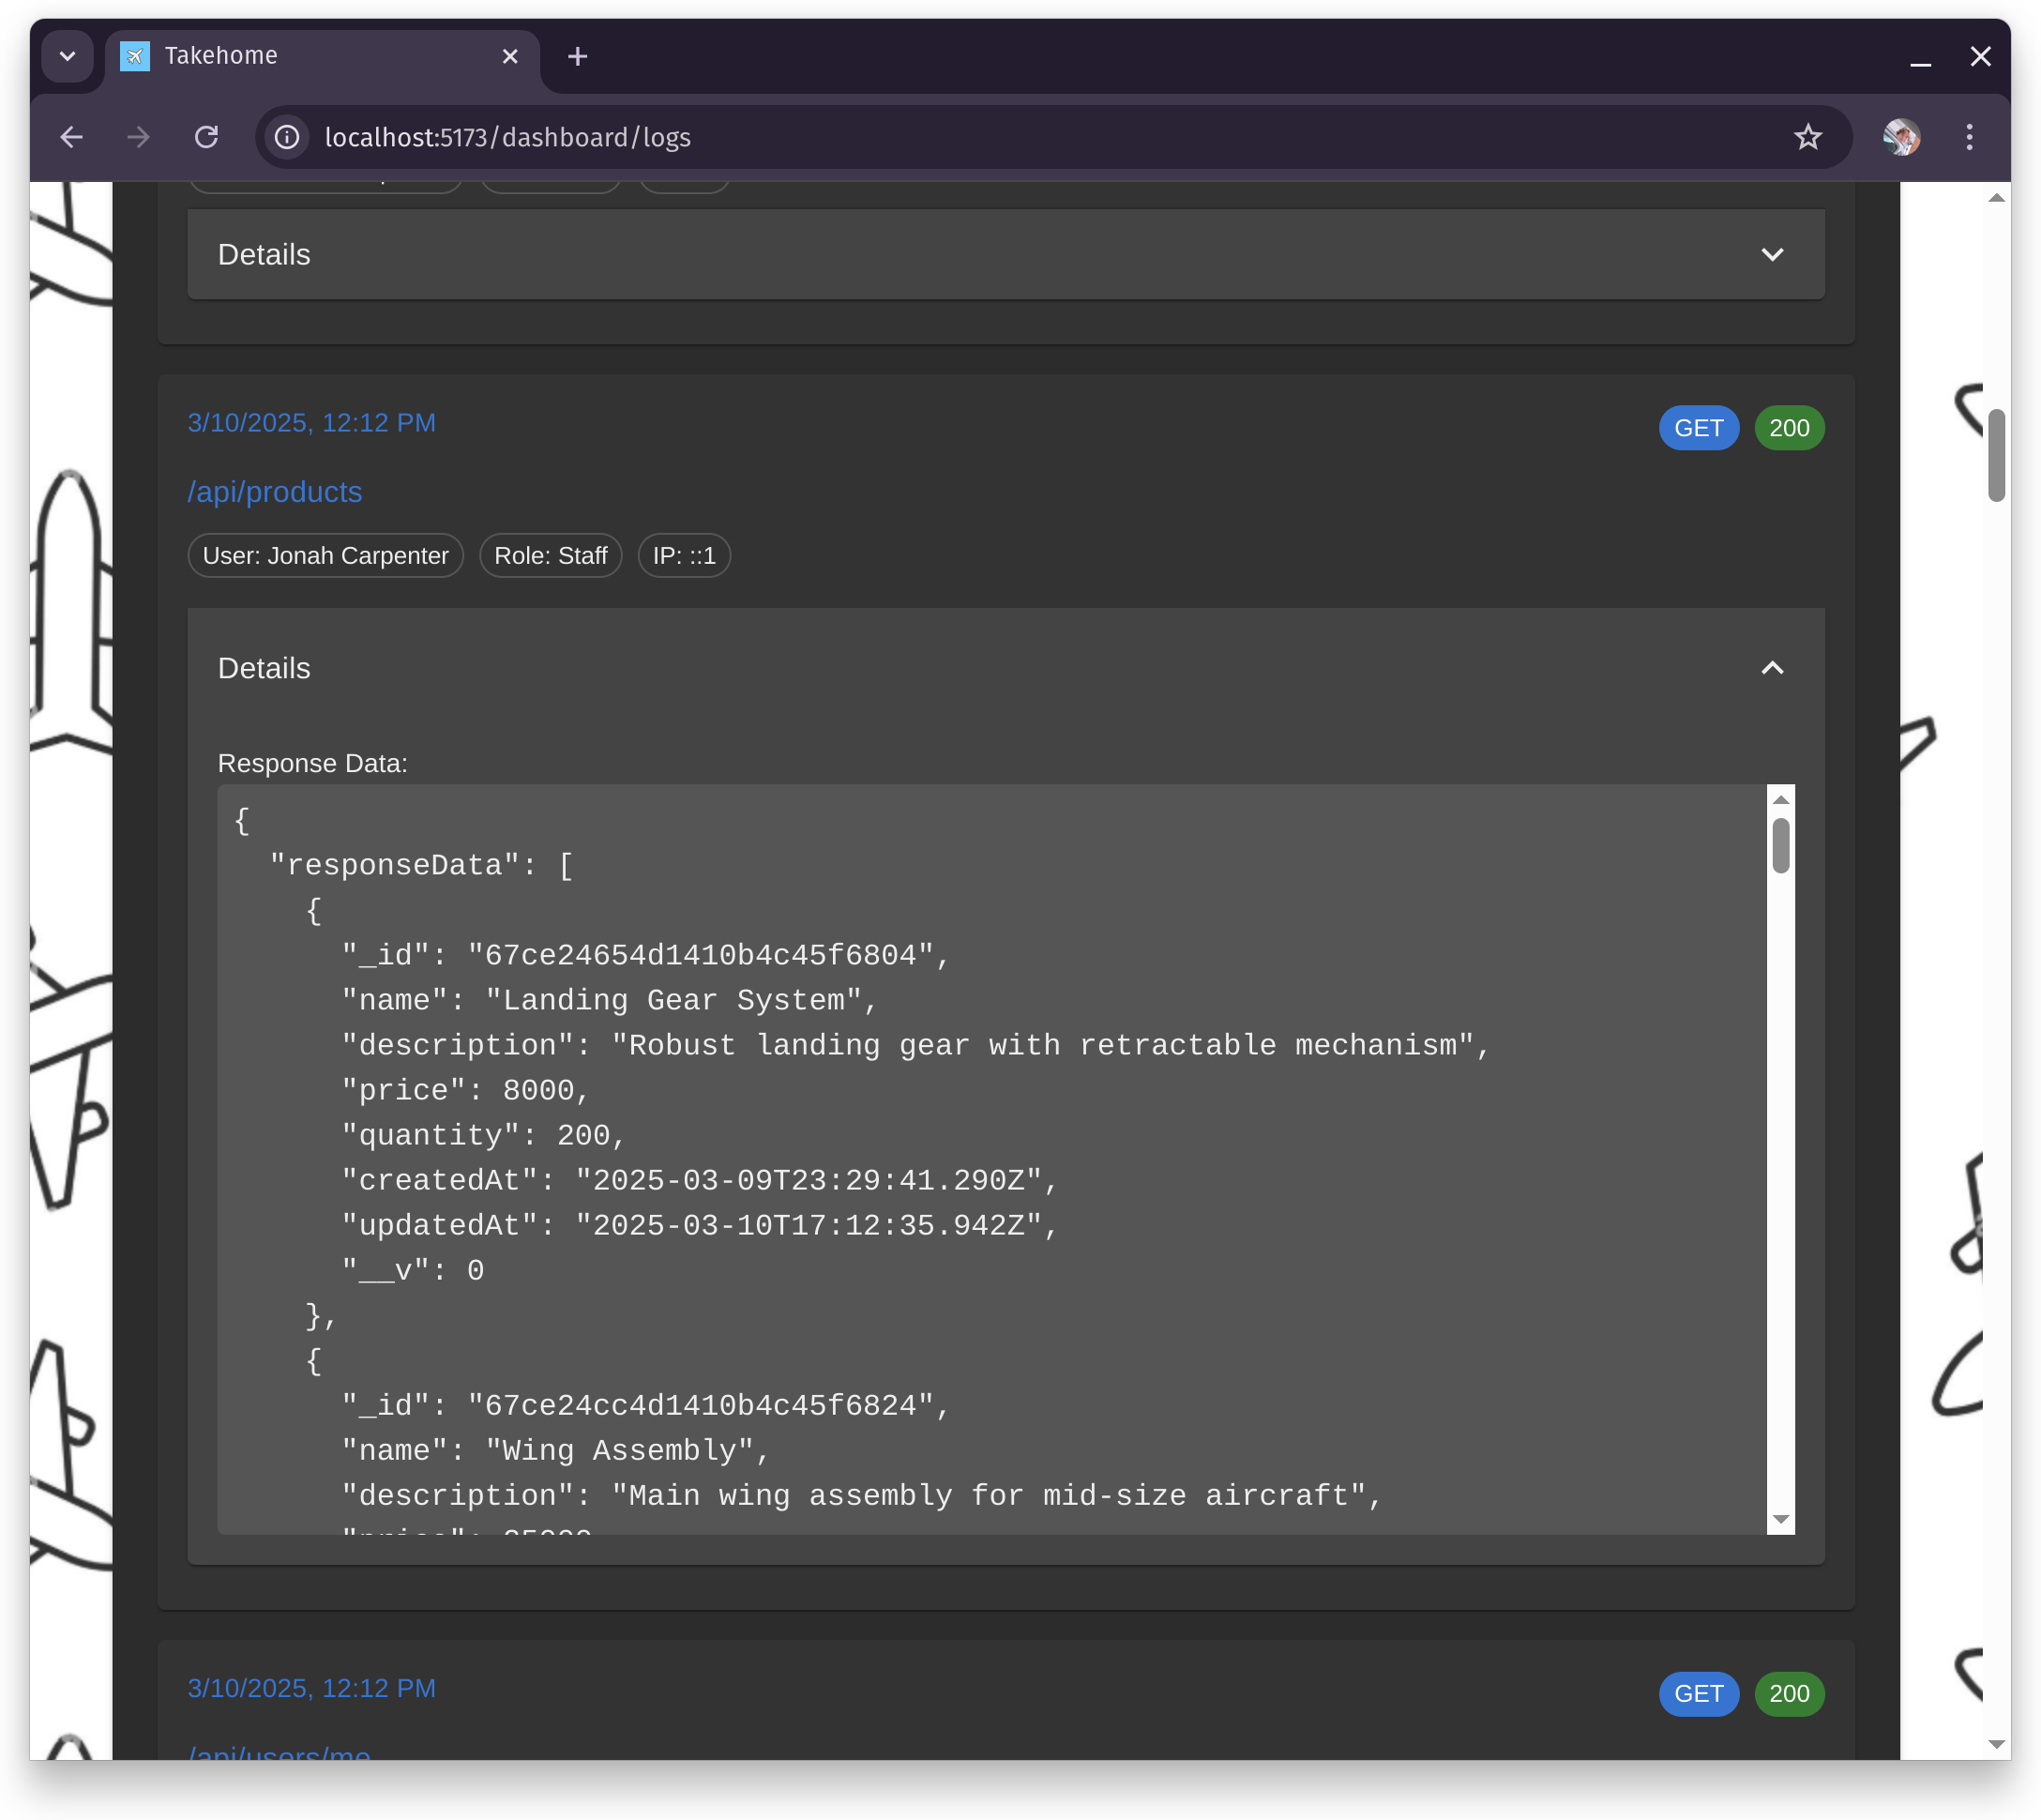 Takehome
localhost:5173/dashboard/logs
Details
3/10/2025, 12:12 PM
GET 200
/api/products
User: Jonah Carpenter Role: Staff IP: ::1
Details
Response Data:
{
"responseData": [
{
"_id": "67ce24654d1410b4c45f6804",
"name": "Landing Gear System",
"description": "Robust landing gear with retractable mechanism",
"price": 8000,
"quantity": 200,
"createdAt": "2025-03-09T23:29:41.290Z",
"updatedAt": "2025-03-10T17:12:35.942Z",
"__v": 0
},
{
"_id": "67ce24cc4d1410b4c45f6824",
"name": "Wing Assembly",
"description": "Main wing assembly for mid-size aircraft",
"price":
3/10/2025, 12:12 PM
GET 200
/api/users/me